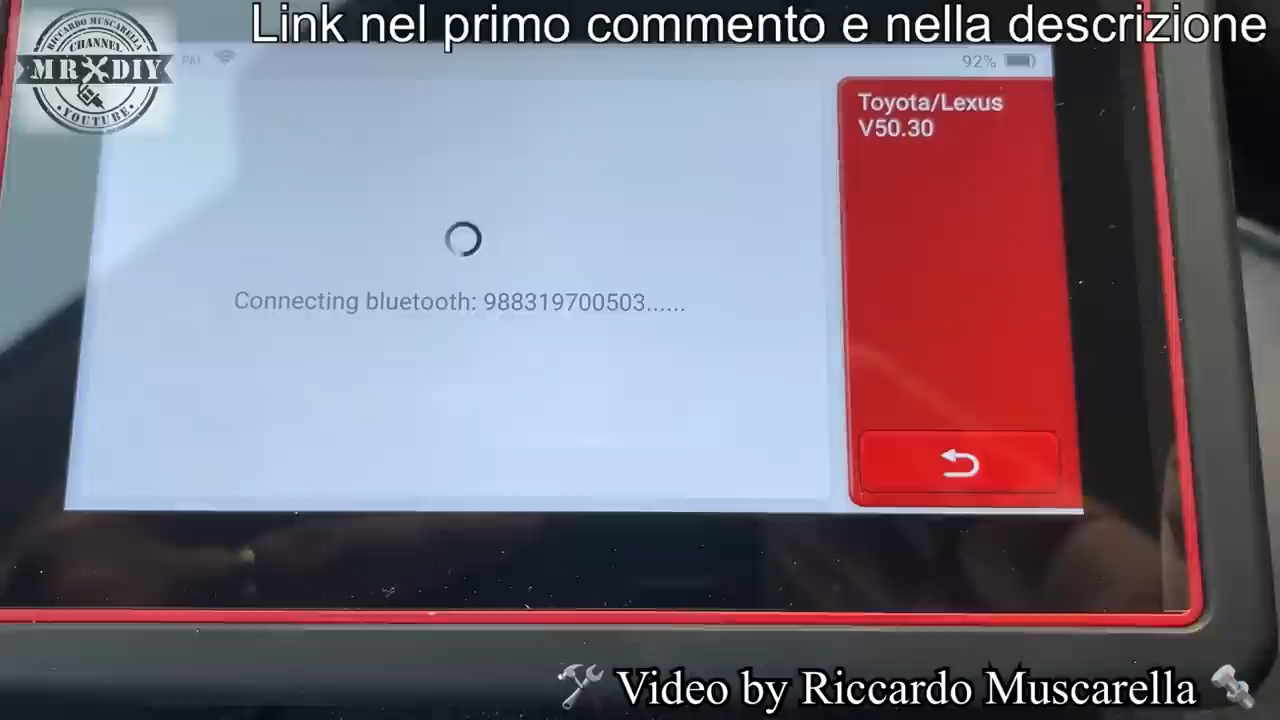 Link nel primo commento e nella descrizione
RICCARDO MUSCARELLA
CHANNEL
MR DIY
YOUTUBE
PM
92%
Toyota/Lexus
V50.30
Connecting bluetooth: 988319700503......
Video by Riccardo Muscarella